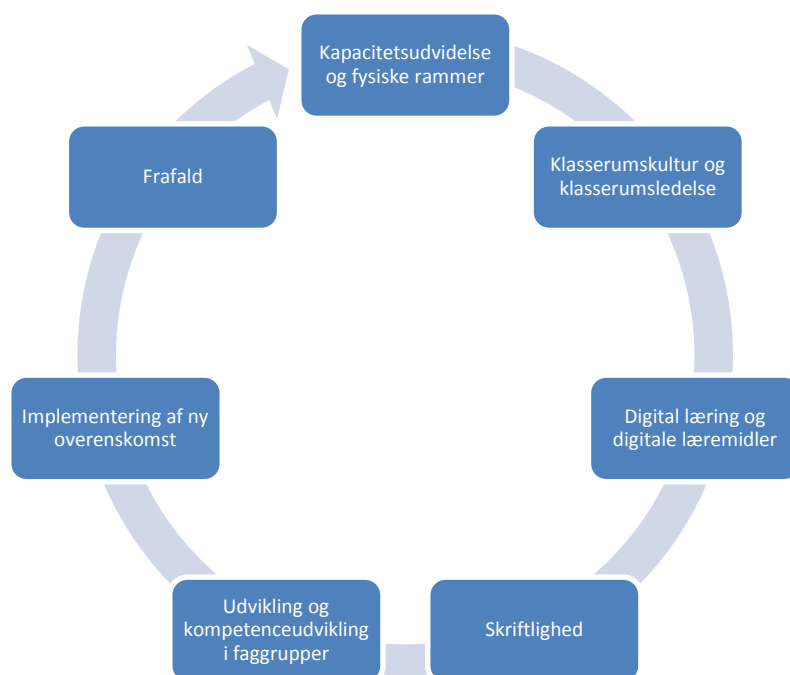 Kapacitetsudvidelse
og fysiske rammer
Klasserumskultur og
klasserumsledelse
Digital læring og
digitale læremidler
Skriftlighed
Udvikling og
kompetenceudvikling
i faggrupper
Implementering af ny
overenskomst
Frafald